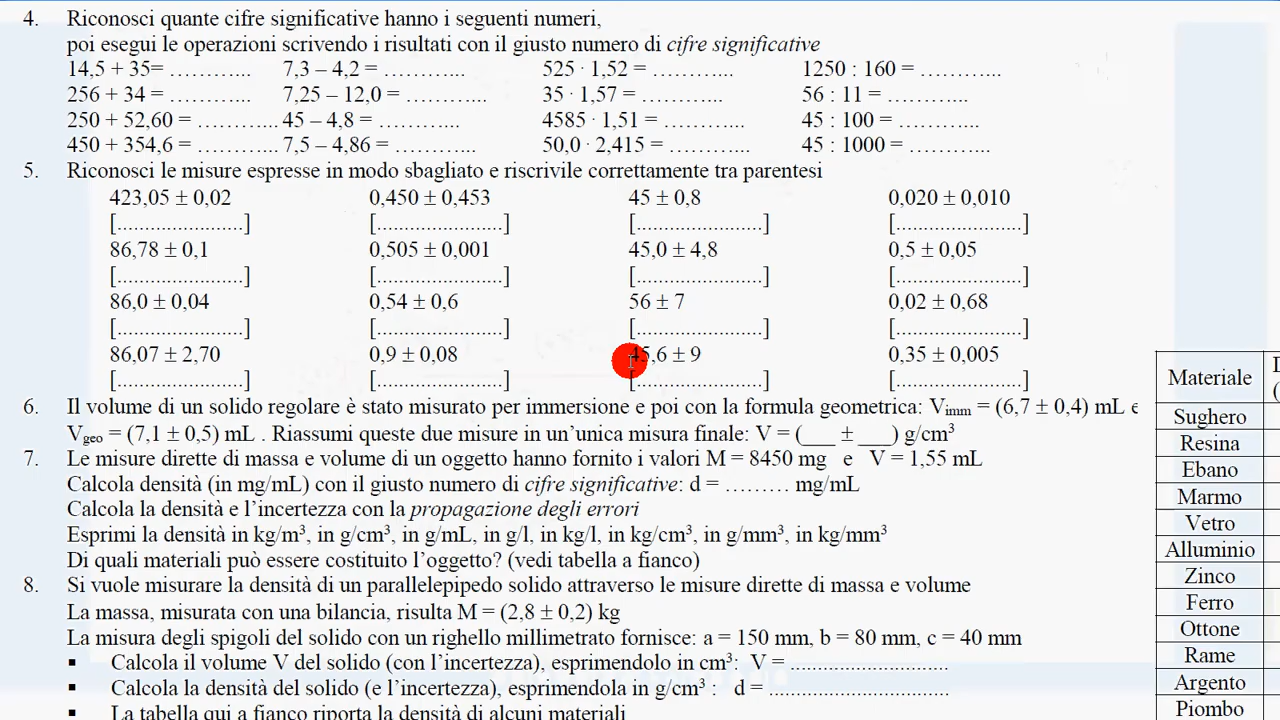 4. Riconosci quante cifre significative hanno i seguenti numeri,
poi esegui le operazioni scrivendo i risultati con il giusto numero di cifre significative
14,5 + 35= ………... 7,3 – 4,2 = ………... 525 · 1,52 = ………... 1250 : 160 = ………...
256 + 34 = ………... 7,25 – 12,0 = ………... 35 · 1,57 = ………... 56 : 11 = ………...
250 + 52,60 = ………... 45 – 4,8 = ………... 4585 · 1,51 = ………... 45 : 100 = ………...
450 + 354,6 = ………... 7,5 – 4,86 = ………... 50,0 · 2,415 = ………... 45 : 1000 = ………...
5. Riconosci le misure espresse in modo sbagliato e riscrivile correttamente tra parentesi
423,05 ± 0,02 0,450 ± 0,453 45 ± 0,8 0,020 ± 0,010
[.......................] [.......................] [.......................] [.......................]
86,78 ± 0,1 0,505 ± 0,001 45,0 ± 4,8 0,5 ± 0,05
[.......................] [.......................] [.......................] [.......................]
86,0 ± 0,04 0,54 ± 0,6 56 ± 7 0,02 ± 0,68
[.......................] [.......................] [.......................] [.......................]
86,07 ± 2,70 0,9 ± 0,08 45,6 ± 9 0,35 ± 0,005
[.......................] [.......................] [.......................] [.......................]
6. Il volume di un solido regolare è stato misurato per immersione e poi con la formula geometrica: Vimm = (6,7 ± 0,4) mL e
Vgeo = (7,1 ± 0,5) mL . Riassumi queste due misure in un’unica misura finale: V = (___ ± ___) g/cm³
7. Le misure dirette di massa e volume di un oggetto hanno fornito i valori M = 8450 mg e V = 1,55 mL
Calcola densità (in mg/mL) con il giusto numero di cifre significative: d = ……… mg/mL
Calcola la densità e l’incertezza con la propagazione degli errori
Esprimi la densità in kg/m³, in g/cm³, in g/mL, in g/l, in kg/l, in kg/cm³, in g/mm³, in kg/mm³
Di quali materiali può essere costituito l’oggetto? (vedi tabella a fianco)
8. Si vuole misurare la densità di un parallelepipedo solido attraverso le misure dirette di massa e volume
La massa, misurata con una bilancia, risulta M = (2,8 ± 0,2) kg
La misura degli spigoli del solido con un righello millimetrato fornisce: a = 150 mm, b = 80 mm, c = 40 mm
▪ Calcola il volume V del solido (con l’incertezza), esprimendolo in cm³: V = ..............................
▪ Calcola la densità del solido (e l’incertezza), esprimendola in g/cm³ : d = .................................
▪ La tabella qui a fianco riporta la densità di alcuni materiali
Materiale
Sughero
Resina
Ebano
Marmo
Vetro
Alluminio
Zinco
Ferro
Ottone
Rame
Argento
Piombo